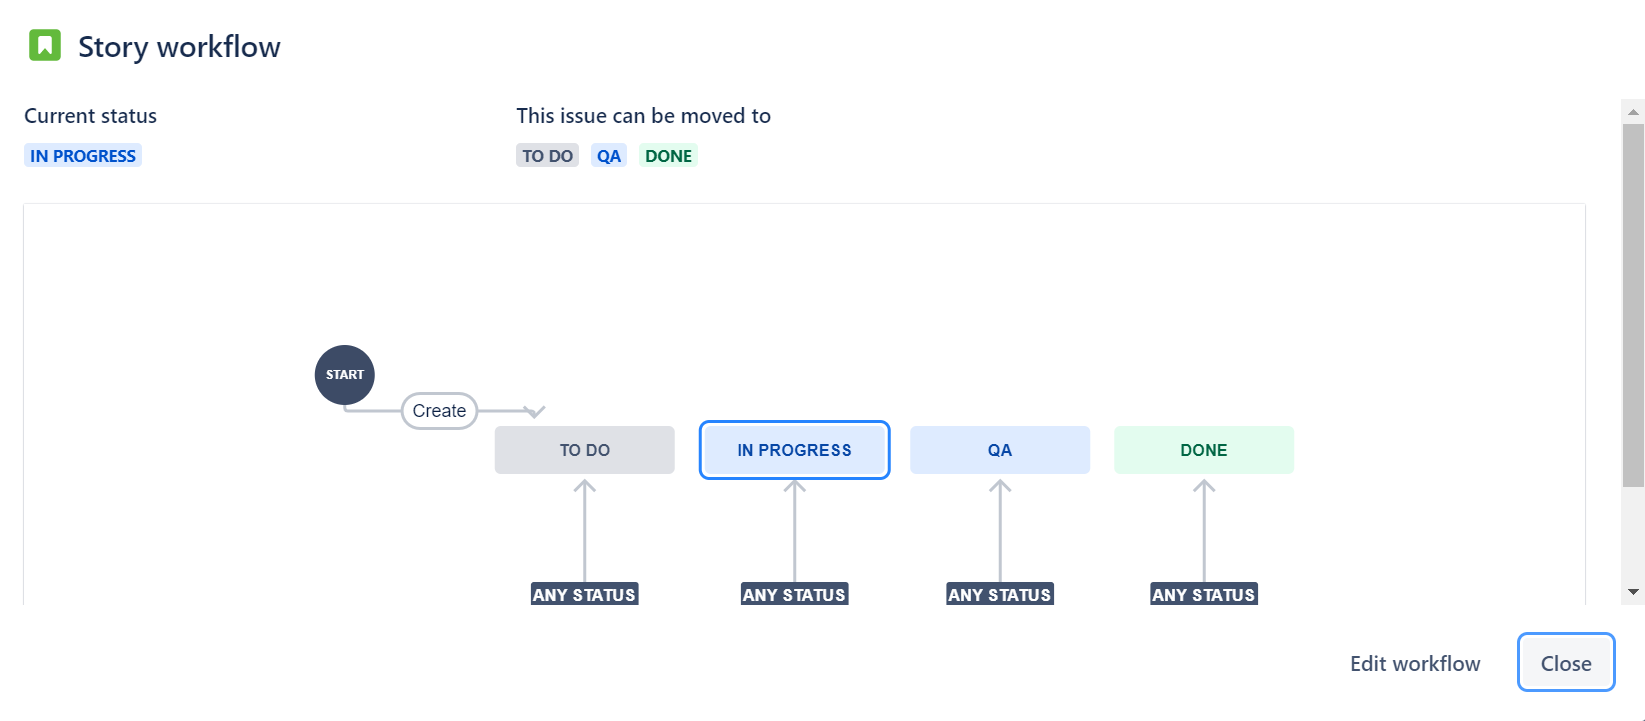 Story workflow
Current status
This issue can be moved to
IN PROGRESS
TO DO QA DONE
START
Create
TO DO
IN PROGRESS
QA
DONE
ANY STATUS
ANY STATUS
ANY STATUS
ANY STATUS
Edit workflow
Close